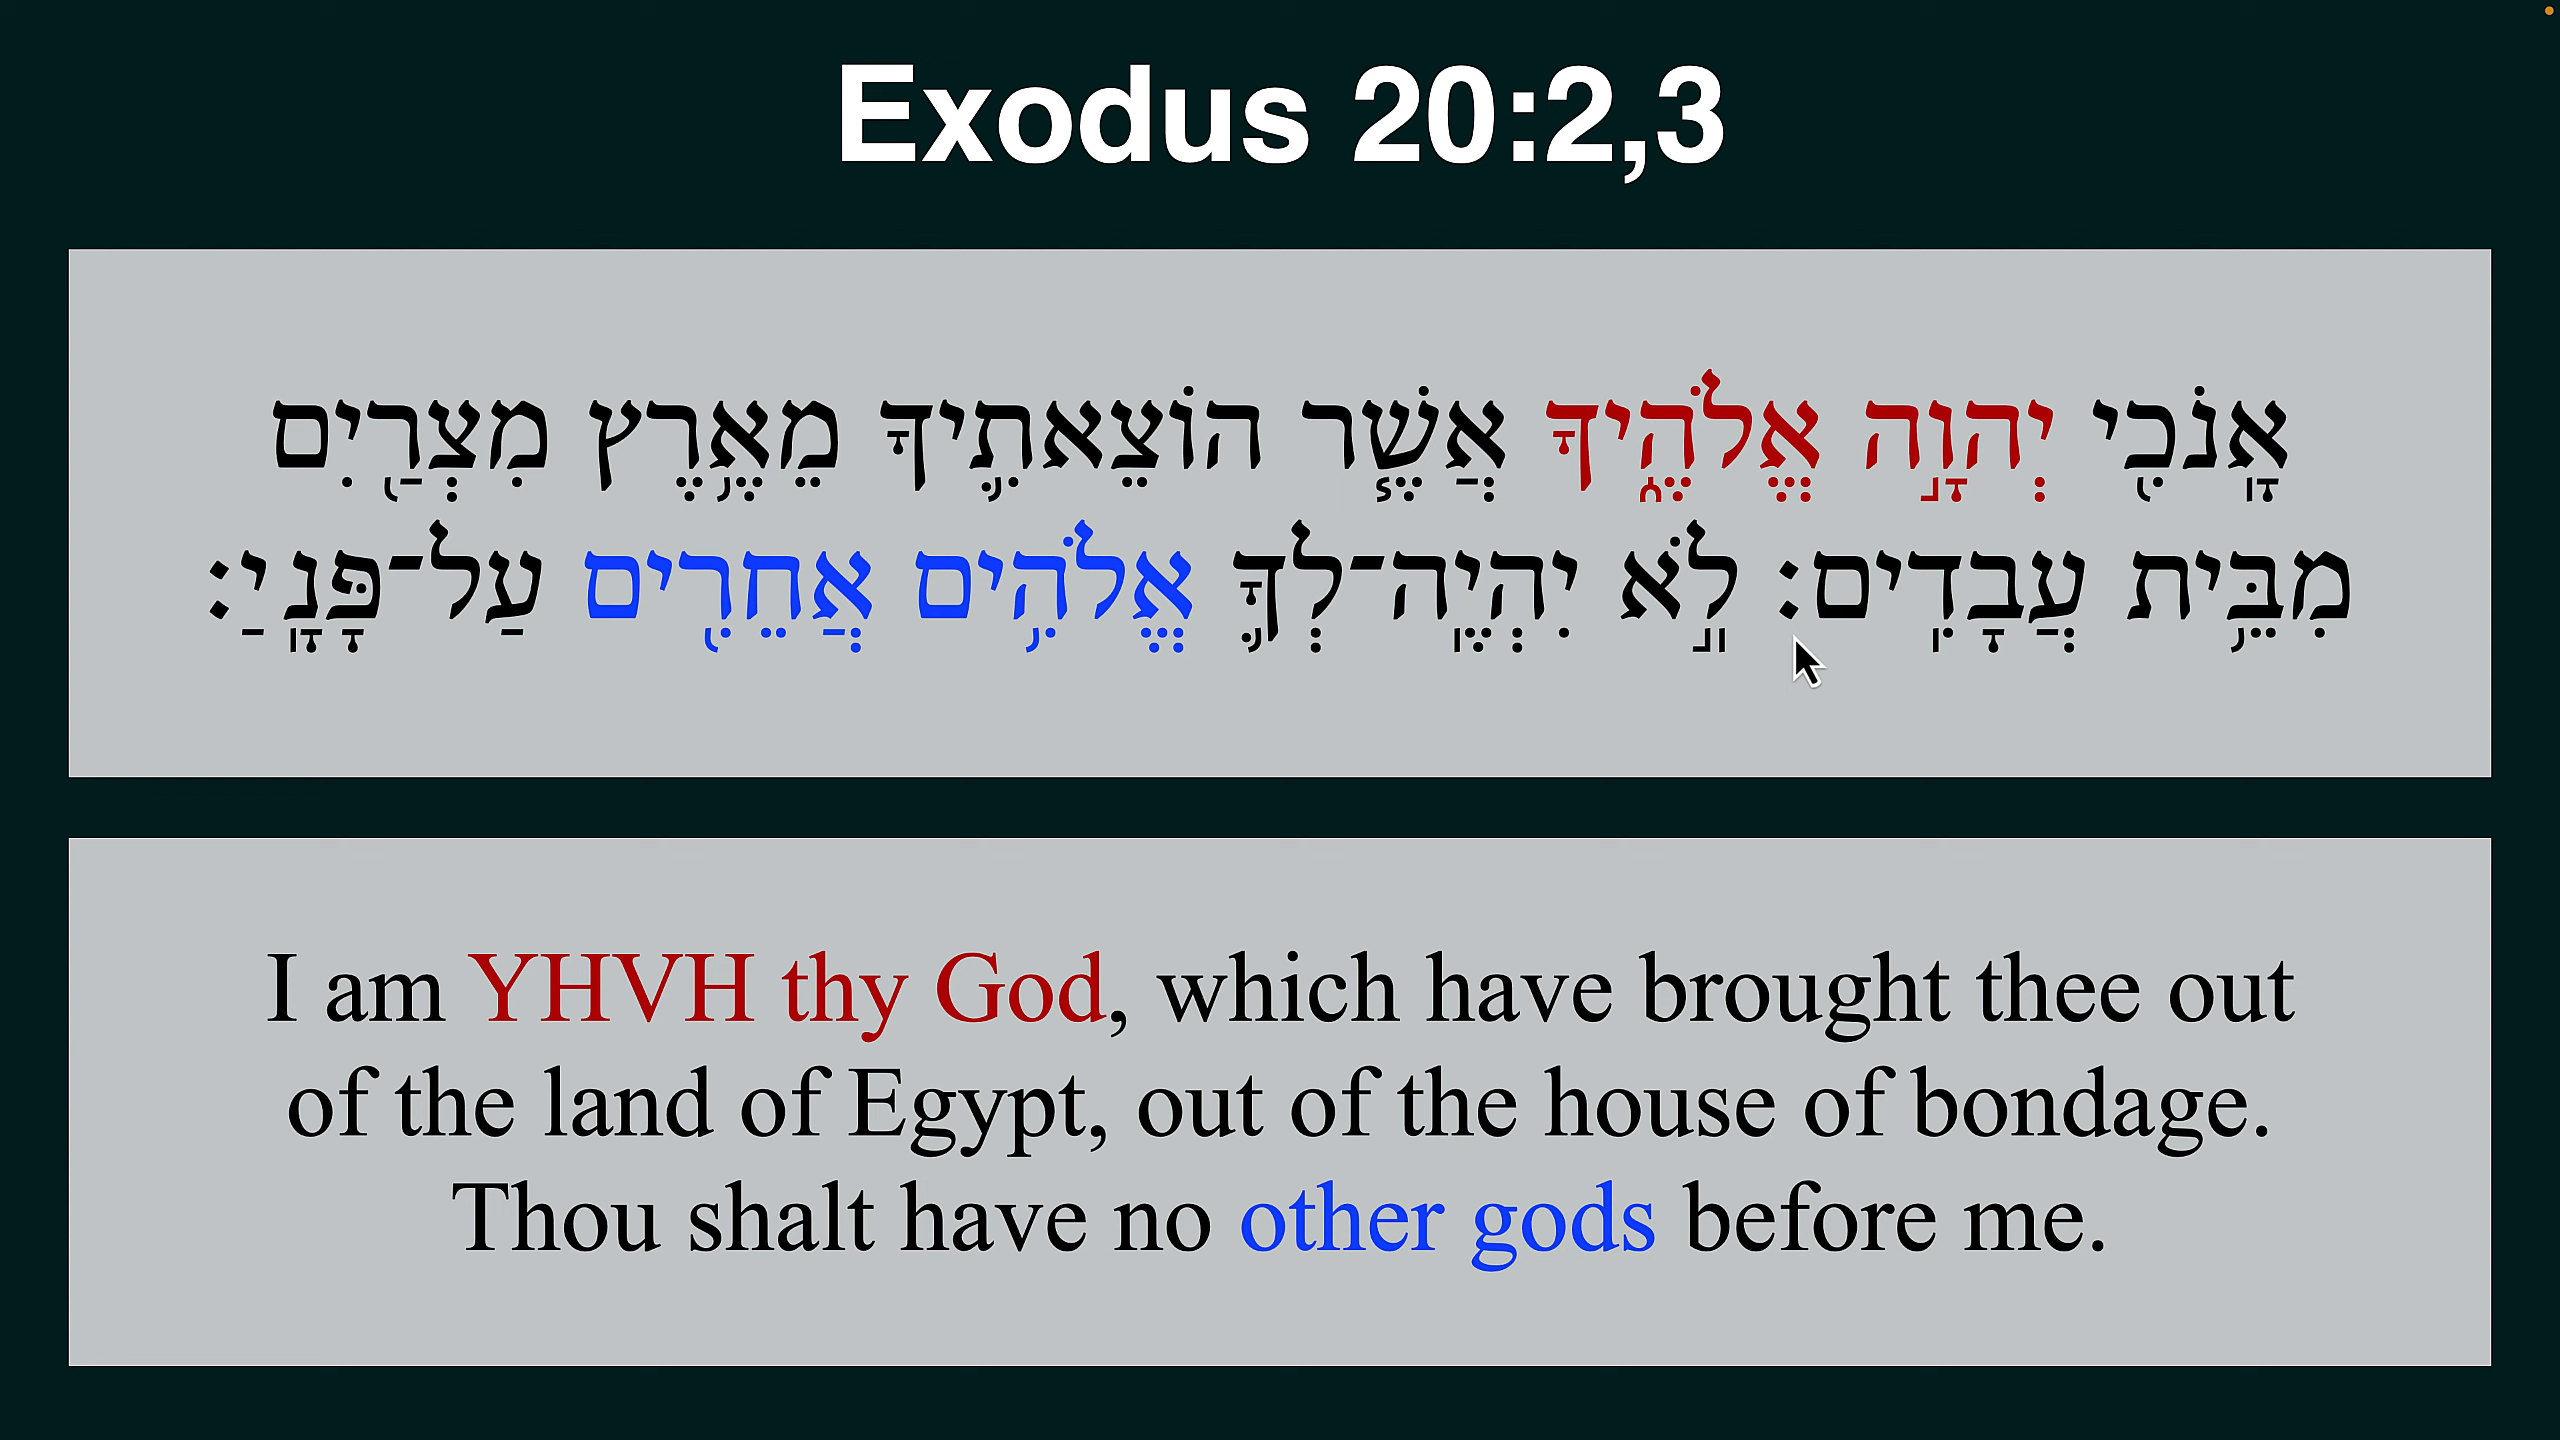 Exodus 20:2,3
אָֽנֹכִ֖י יְהוָ֣ה אֱלֹהֶ֑יךָ אֲשֶׁ֧ר הוֹצֵאתִ֛יךָ מֵאֶ֥רֶץ מִצְרַ֖יִם
מִבֵּ֥ית עֲבָדִֽים׃ לֹֽ֣א יִהְיֶֽה־לְךָ֛ אֱלֹהִ֥ים אֲחֵרִ֖ים עַל־פָּנָֽ֗יַ׃
I am YHVH thy God, which have brought thee out
of the land of Egypt, out of the house of bondage.
Thou shalt have no other gods before me.